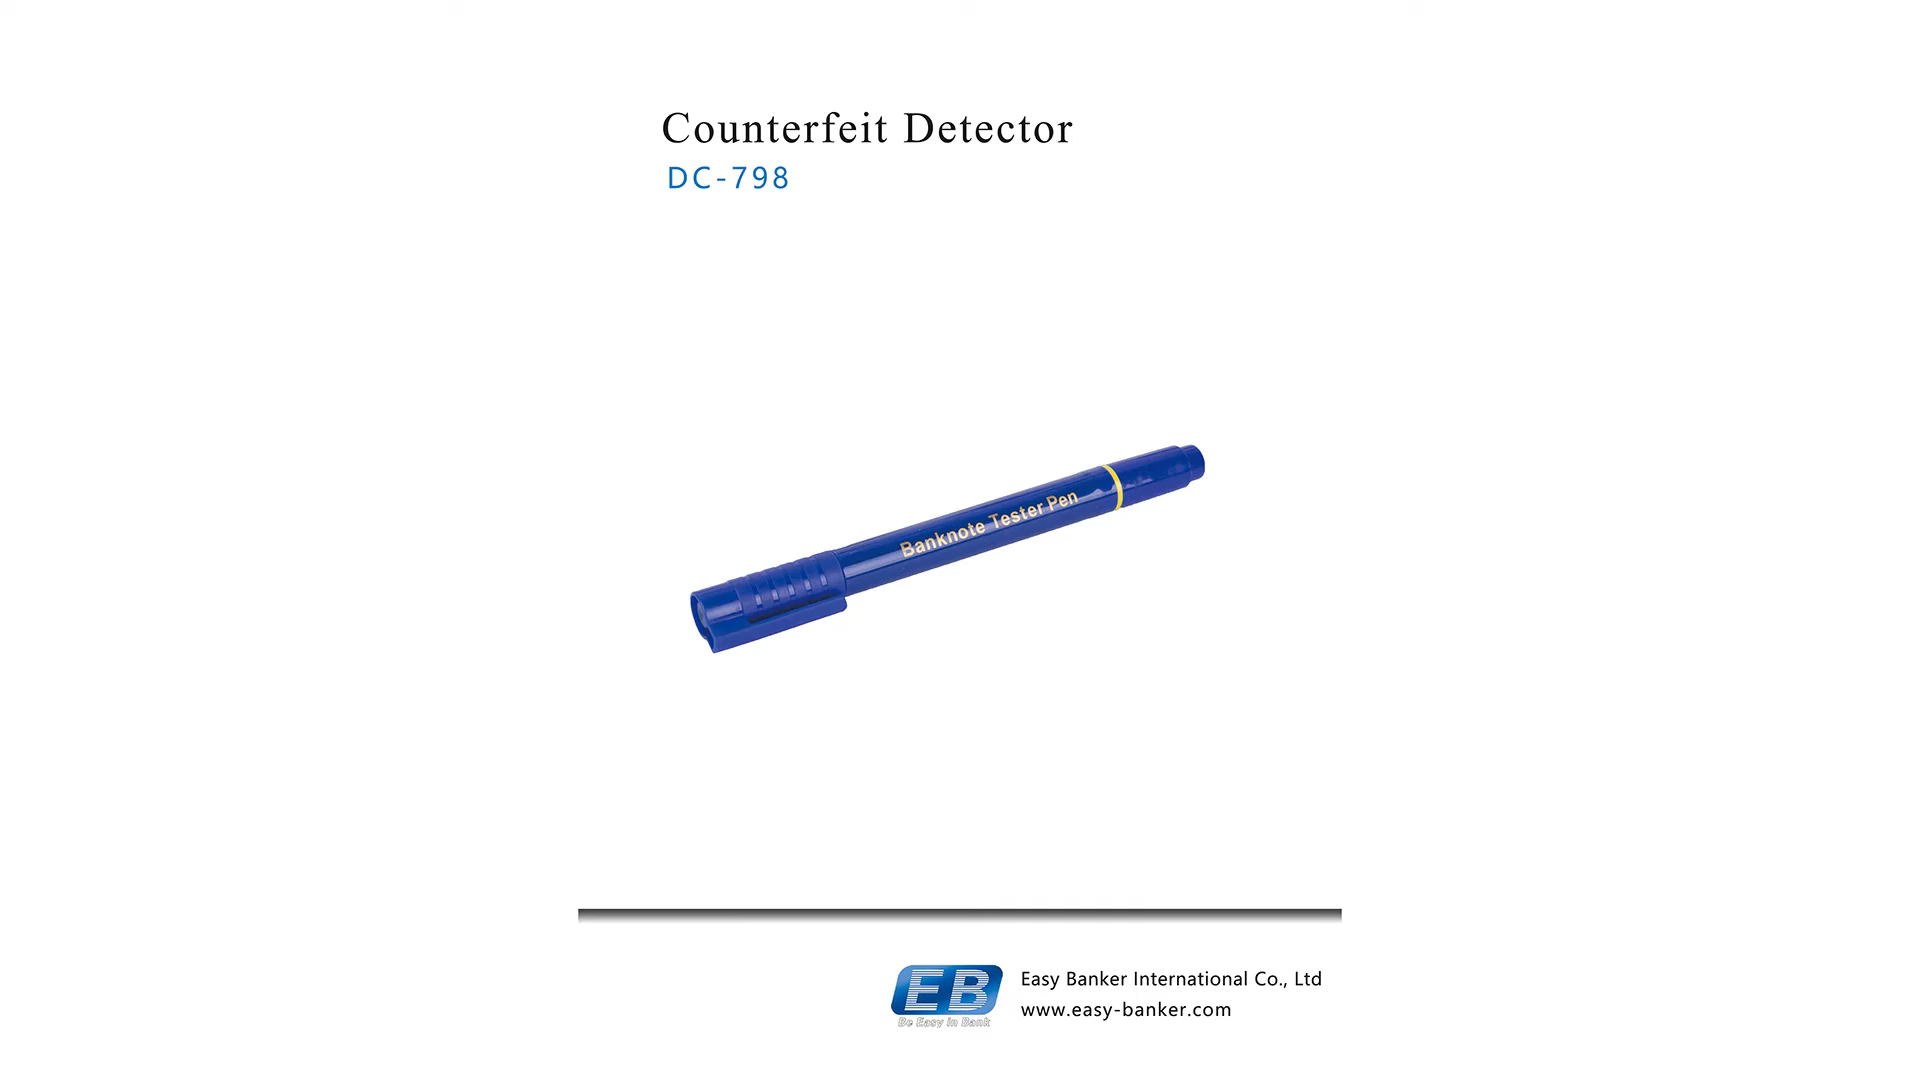 Counterfeit Detector
DC-798
Banknote Tester Pen
EB
Be Easy in Bank
Easy Banker International Co., Ltd
www.easy-banker.com